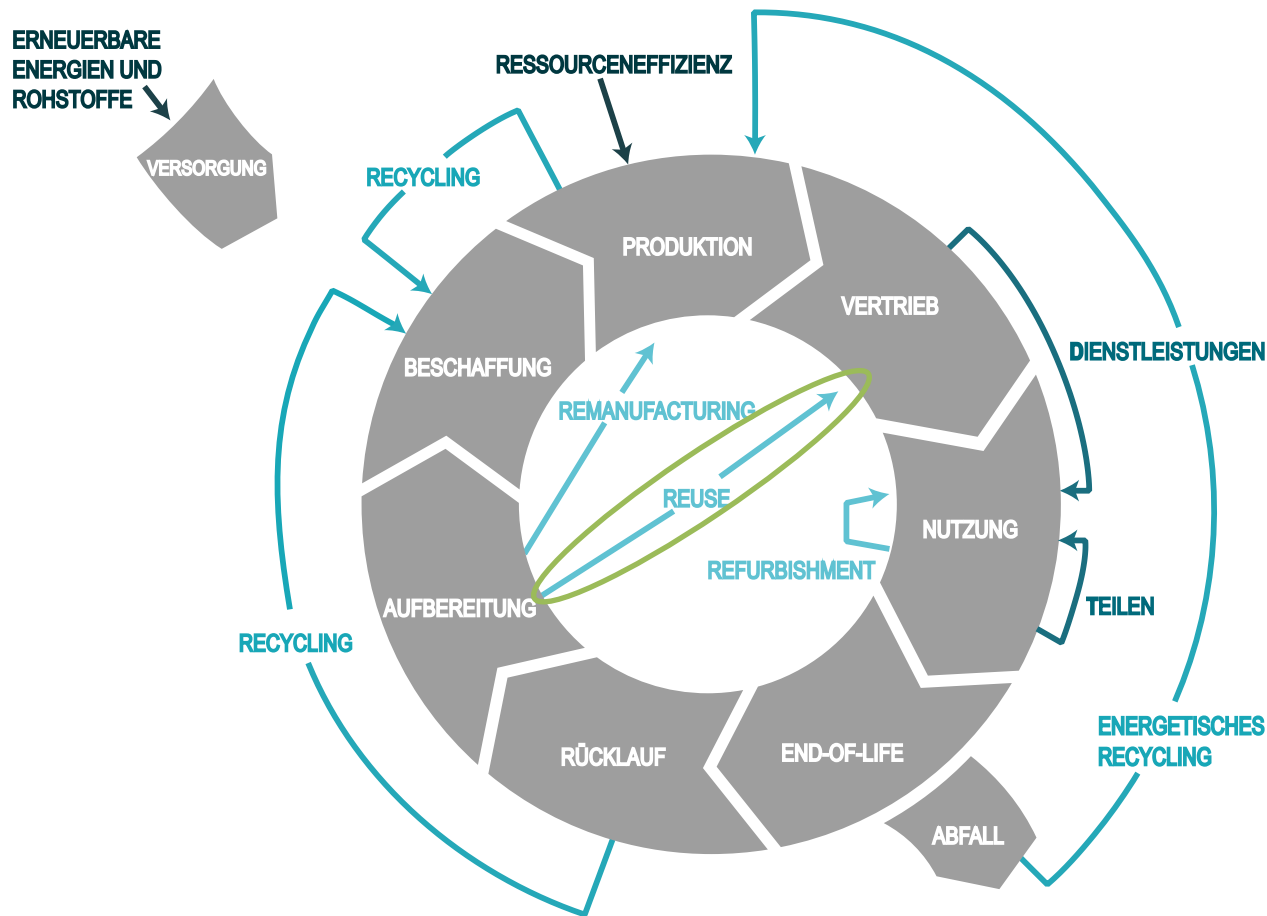 ERNEUERBARE
ENERGIEN UND
ROHSTOFFE
VERSORGUNG
RESSOURCENEFFIZIENZ
RECYCLING
PRODUKTION
VERTRIEB
BESCHAFFUNG
DIENSTLEISTUNGEN
REMANUFACTURING
REUSE
NUTZUNG
REFURBISHMENT
AUFBEREITUNG
TEILEN
RECYCLING
ENERGETISCHES
RECYCLING
RÜCKLAUF
END-OF-LIFE
ABFALL